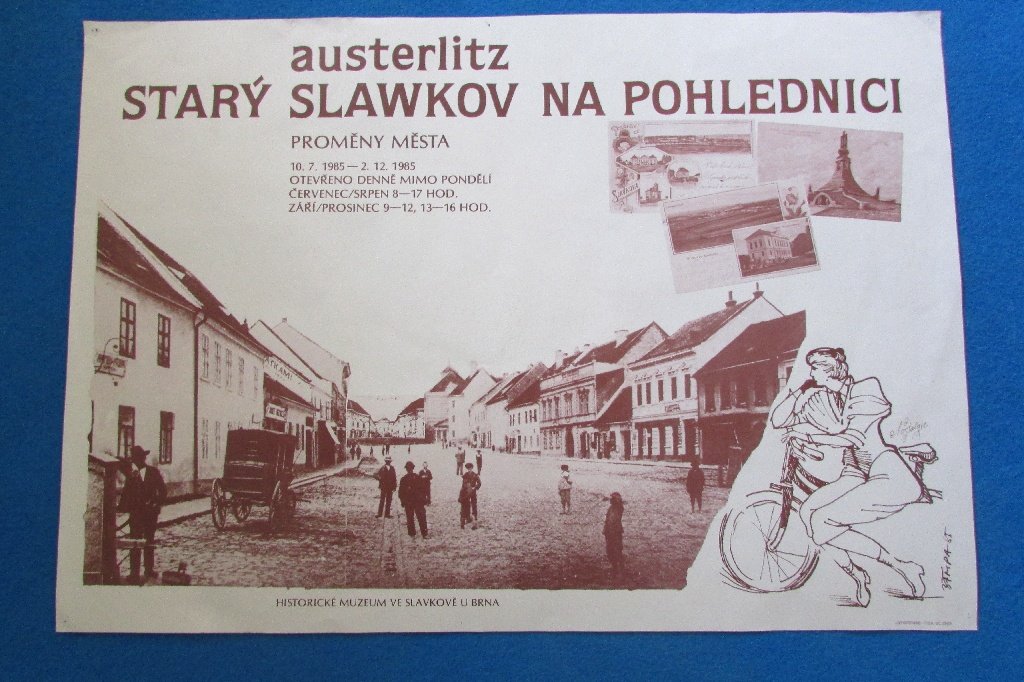 austerlitz
STARÝ SLAWKOV NA POHLEDNICI
PROMĚNY MĚSTA
10. 7. 1985 — 2. 12. 1985
OTEVŘENO DENNĚ MIMO PONDĚLÍ
ČERVENEC/SRPEN 8—17 HOD.
ZÁŘÍ/PROSINEC 9—12, 13—16 HOD.
HISTORICKÉ MUZEUM VE SLAVKOVĚ U BRNA